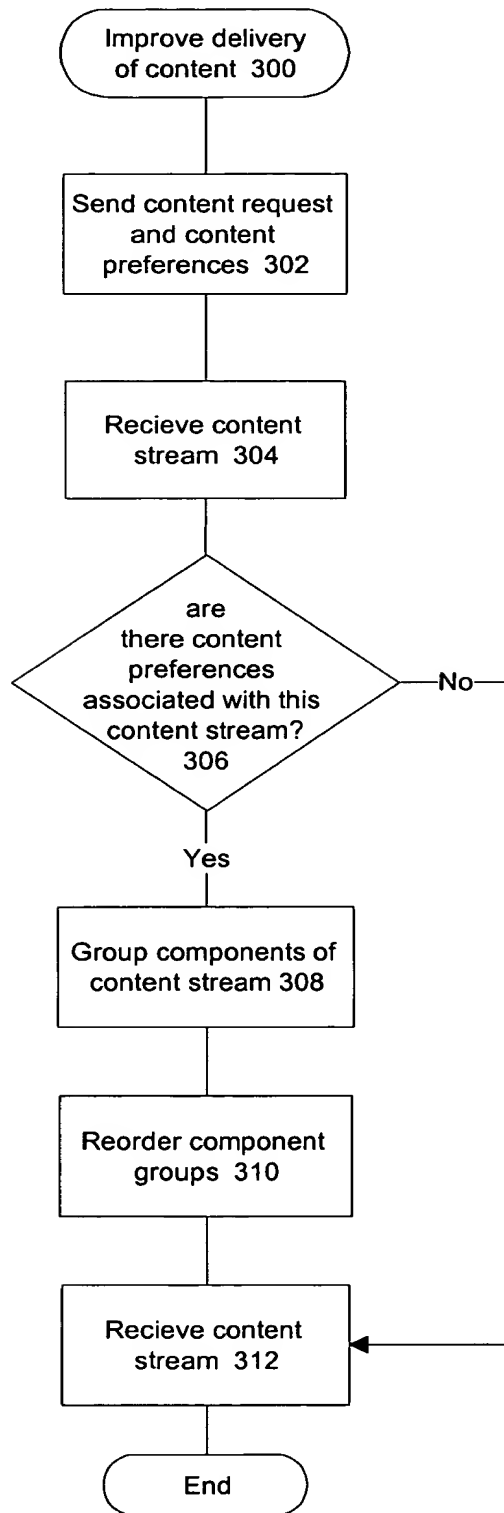 Improve delivery
of content 300
Send content request
and content
preferences 302
Recieve content
stream 304
are
there content
preferences
associated with this
content stream?
306
No
Yes
Group components of
content stream 308
Reorder component
groups 310
Recieve content
stream 312
End